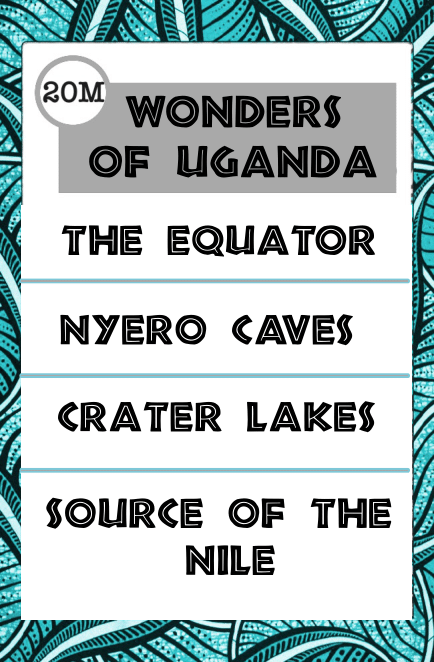 20M
WONDERS
OF UGANDA
THE EQUATOR
NYERO CAVES
CRATER LAKES
SOURCE OF THE
NILE